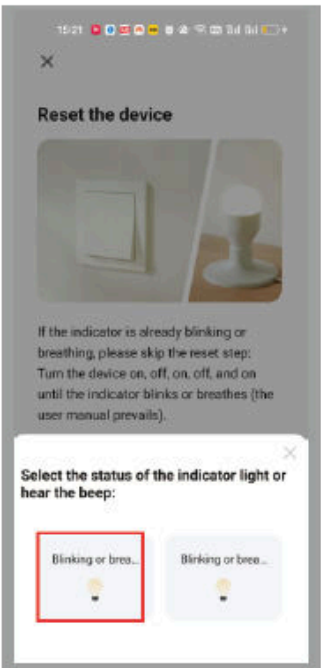 15:21
Reset the device
If the indicator is already blinking or
breathing, please skip the reset step:
Turn the device on, off, on, off, and on
until the indicator blinks or breathes (the
user manual prevails).
Select the status of the indicator light or
hear the beep:
Blinking or brea...
Blinking or brea...